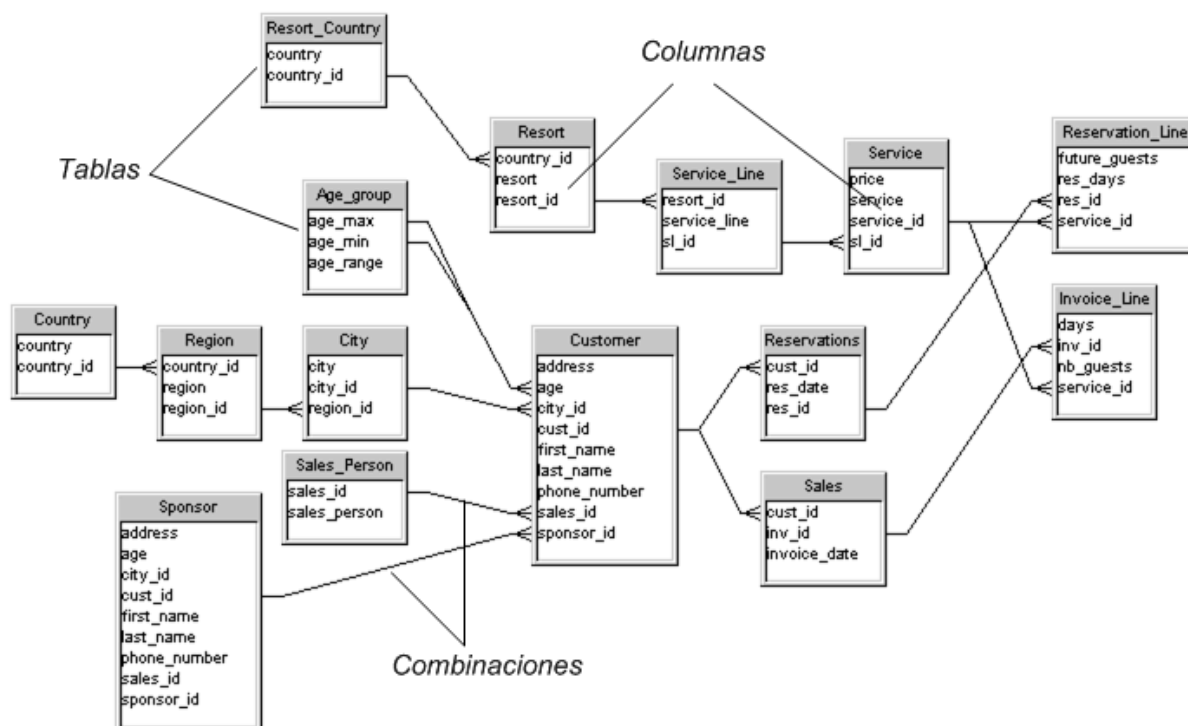 Resort_Country
country
country_id
Columnas
Tablas
Resort
country_id
resort
resort_id
Service_Line
resort_id
service_line
sl_id
Service
price
service
service_id
sl_id
Reservation_Line
future_guests
res_days
res_id
service_id
Age_group
age_max
age_min
age_range
Country
country
country_id
Region
country_id
region
region_id
City
city
city_id
region_id
Customer
address
age
city_id
cust_id
first_name
last_name
phone_number
sales_id
sponsor_id
Reservations
cust_id
res_date
res_id
Invoice_Line
days
inv_id
nb_guests
service_id
Sales_Person
sales_id
sales_person
Sales
cust_id
inv_id
invoice_date
Sponsor
address
age
city_id
cust_id
first_name
last_name
phone_number
sales_id
sponsor_id
Combinaciones